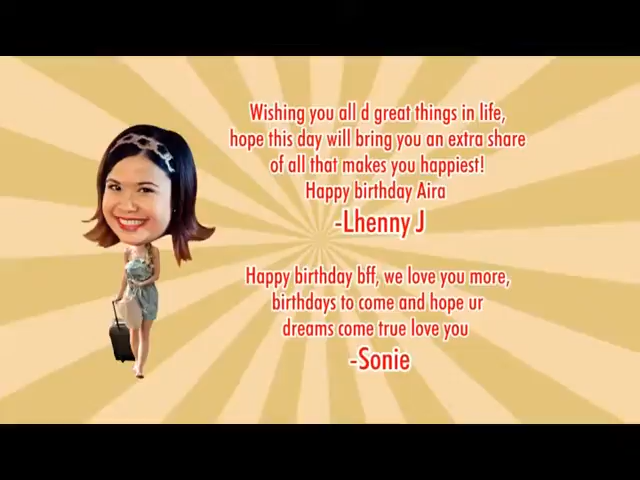 Wishing you all d great things in life,
hope this day will bring you an extra share
of all that makes you happiest!
Happy birthday Aira
-Lhenny J
Happy birthday bff, we love you more,
birthdays to come and hope ur
dreams come true love you
-Sonie